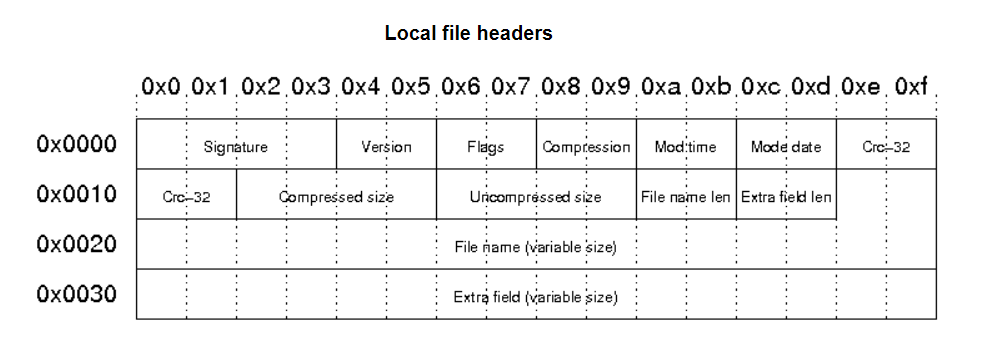 Local file headers
0x0 0x1 0x2 0x3 0x4 0x5 0x6 0x7 0x8 0x9 0xa 0xb 0xc 0xd 0xe 0xf
0x0000 Signature Version Flags Compression Mod time Mode date Crc-32
0x0010 Crc-32 Compressed size Uncompressed size File name len Extra field len
0x0020 File name (variable size)
0x0030 Extra field (variable size)